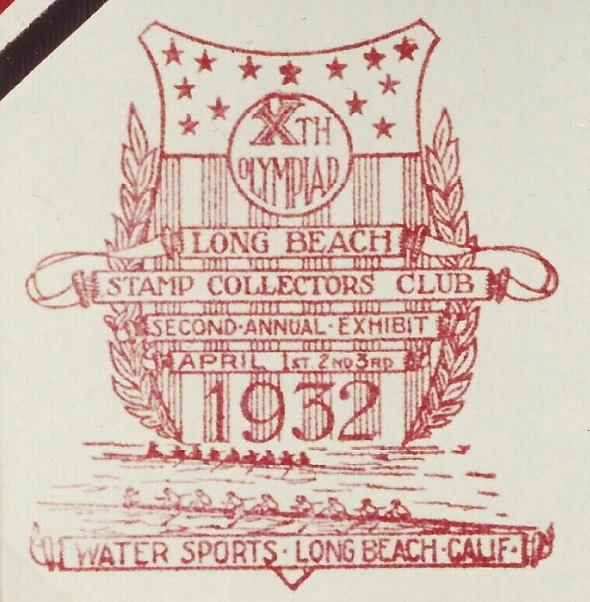 XTH
OLYMPIAD
LONG BEACH
STAMP COLLECTORS' CLUB
SECOND·ANNUAL·EXHIBIT
APRIL 1ST 2ND 3RD
1932
WATER SPORTS·LONG BEACH·CALIF·